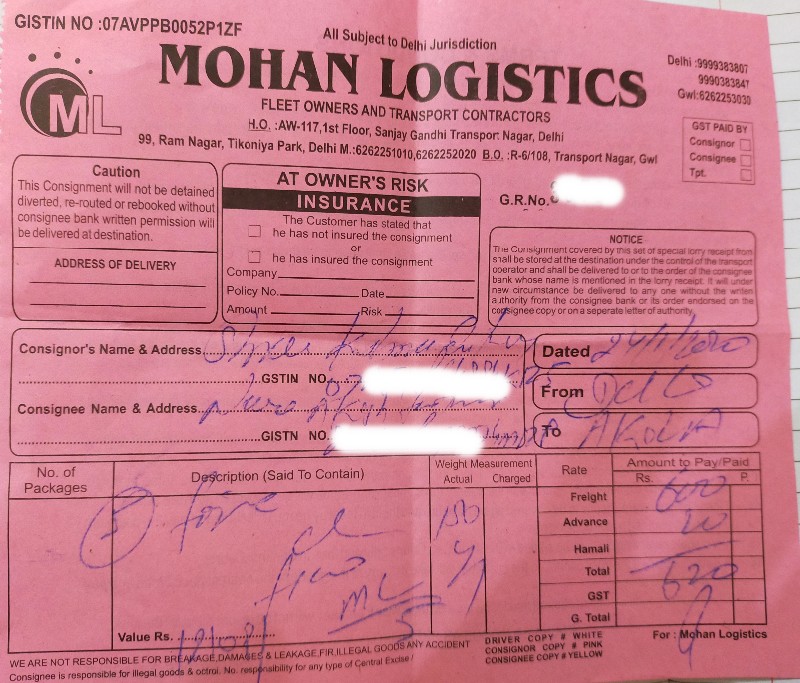 GISTIN NO :07AVPPB0052P1ZF
All Subject to Delhi Jurisdiction
Delhi :9999383807
9990383847
Gwl:6262253030
ML
MOHAN LOGISTICS
FLEET OWNERS AND TRANSPORT CONTRACTORS
H.O. :AW-117,1st Floor, Sanjay Gandhi Transport Nagar, Delhi
99, Ram Nagar, Tikoniya Park, Delhi M.:6262251010,6262252020 B.O. :R-6/108, Transport Nagar, Gwl
GST PAID BY
Consignor
Consignee
Tpt.
Caution
This Consignment will not be detained
diverted, re-routed or rebooked without
consignee bank written permission will
be delivered at destination.
ADDRESS OF DELIVERY
AT OWNER'S RISK
INSURANCE
The Customer has stated that
he has not insured the consignment
or
he has insured the consignment
Company
Policy No. Date
Amount Risk
G.R.No.
NOTICE
The Consignment covered by this set of special lorry receipt from
shall be stored at the destination under the control of the transport
operator and shall be delivered to or to the order of the consignee
bank whose name is mentioned in the lorry receipt. It will under
new circumstance be delivered to any one without the written
authority from the consignee bank or its order endorsed on the
consignee copy or on a seperate letter of authority.
Consignor's Name & Address
GSTIN NO.
Consignee Name & Address
GISTN NO.
Dated
From
To AKOLA
No. of Packages
Description (Said To Contain)
Weight Measurement
Actual Charged
Rate
Amount to Pay/Paid
Rs. P.
5
150
Freight 600
Advance 20
Hamali
Total 620
GST
G. Total
Value Rs.
WE ARE NOT RESPONSIBLE FOR BREAKAGE,DAMAGES & LEAKAGE,FIR,ILLEGAL GOODS ANY ACCIDENT
Consignee is responsible for illegal goods & octroi. No. responsibility for any type of Central Excise /
DRIVER COPY # WHITE
CONSIGNOR COPY # PINK
CONSIGNEE COPY # YELLOW
For : Mohan Logistics